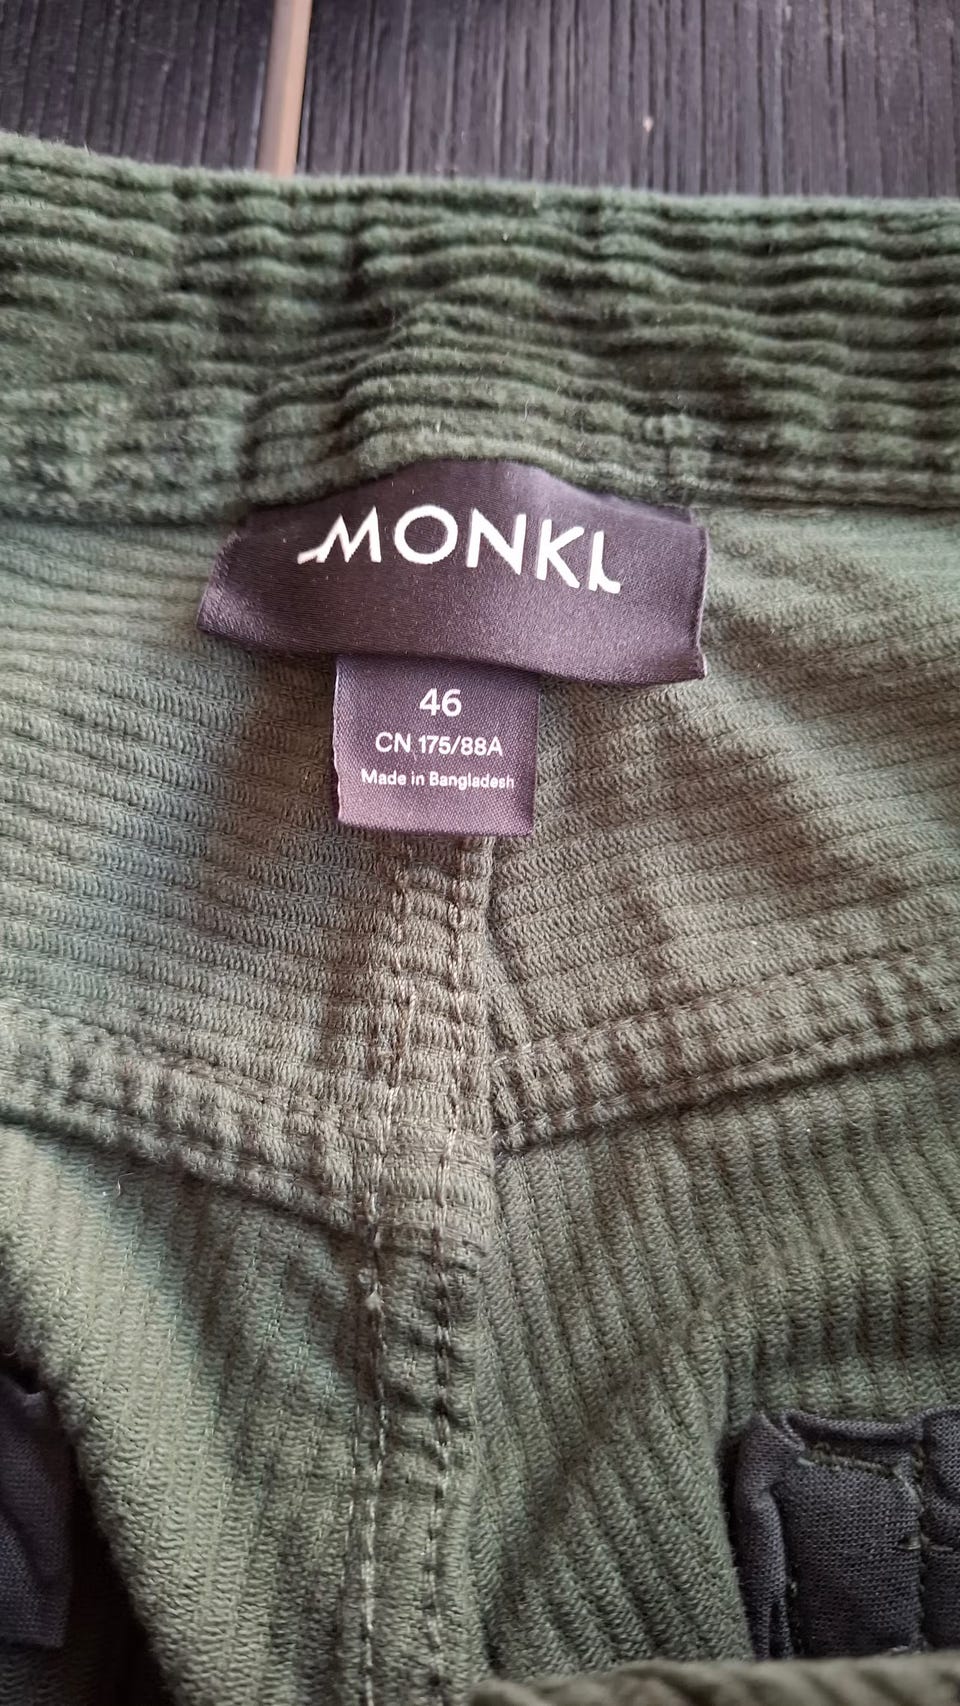 MONKI
46
CN 175/88A
Made in Bangladesh